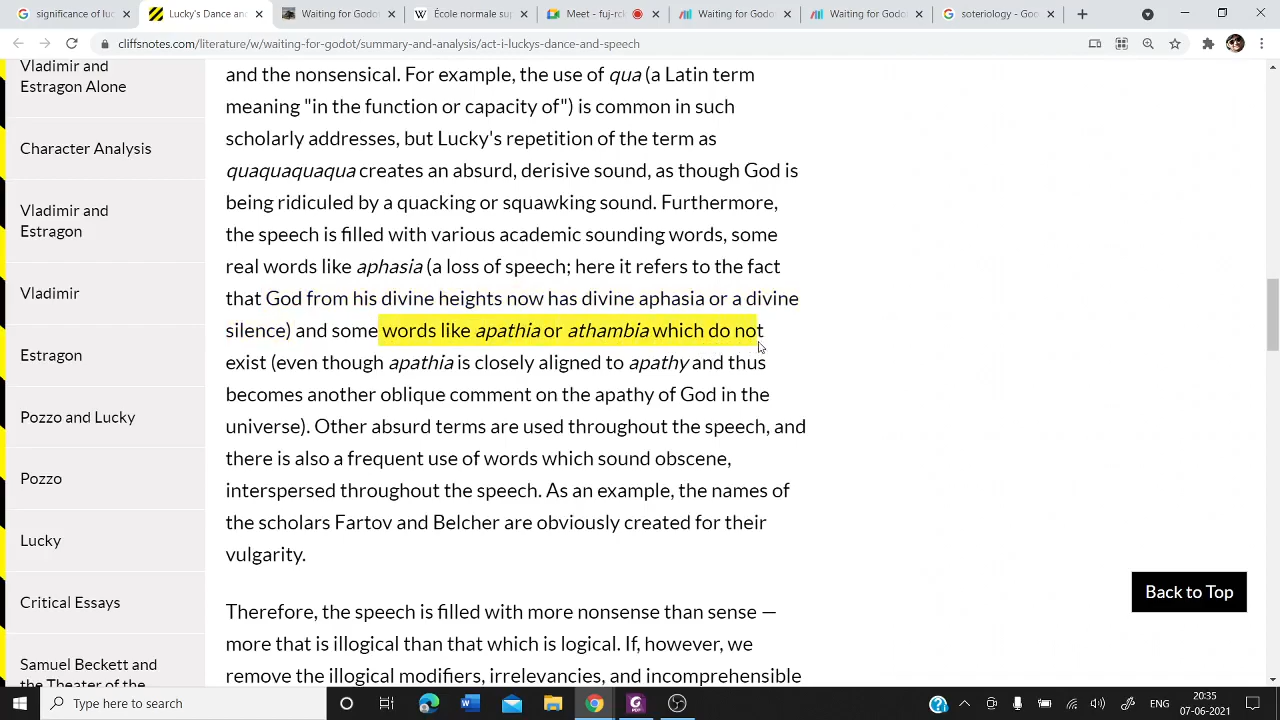 significance of luc
Lucky's Dance and
Waiting for Godot
École normale sup
Meet - fuj-rck
Waiting for Godo
Waiting for Godo
soteriology - Goo
cliffsnotes.com/literature/w/waiting-for-godot/summary-and-analysis/act-i-luckys-dance-and-speech
Vladimir and
Estragon Alone
Character Analysis
Vladimir and
Estragon
Vladimir
Estragon
Pozzo and Lucky
Pozzo
Lucky
Critical Essays
Samuel Beckett and
the Theater of the
and the nonsensical. For example, the use of qua (a Latin term
meaning "in the function or capacity of") is common in such
scholarly addresses, but Lucky's repetition of the term as
quaquaquaqua creates an absurd, derisive sound, as though God is
being ridiculed by a quacking or squawking sound. Furthermore,
the speech is filled with various academic sounding words, some
real words like aphasia (a loss of speech; here it refers to the fact
that God from his divine heights now has divine aphasia or a divine
silence) and some words like apathia or athambia which do not
exist (even though apathia is closely aligned to apathy and thus
becomes another oblique comment on the apathy of God in the
universe). Other absurd terms are used throughout the speech, and
there is also a frequent use of words which sound obscene,
interspersed throughout the speech. As an example, the names of
the scholars Fartov and Belcher are obviously created for their
vulgarity.
Therefore, the speech is filled with more nonsense than sense —
more that is illogical than that which is logical. If, however, we
remove the illogical modifiers, irrelevancies, and incomprehensible
Back to Top
Type here to search
ENG
20:35
07-06-2021